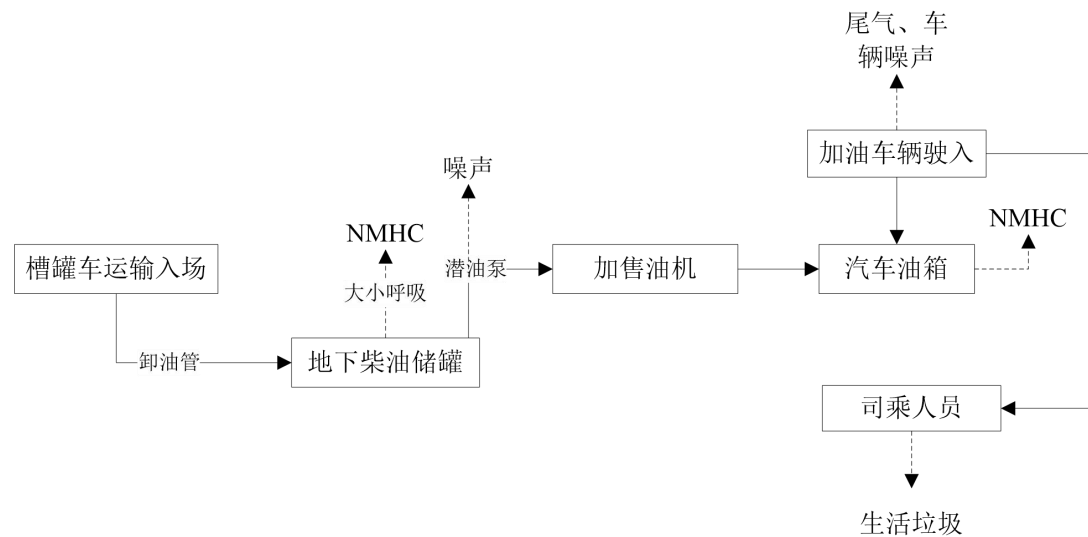 尾气、车
辆噪声
加油车辆驶入
噪声
NMHC
NMHC
槽罐车运输入场
潜油泵
加售油机
汽车油箱
大小呼吸
卸油管
地下柴油储罐
司乘人员
生活垃圾